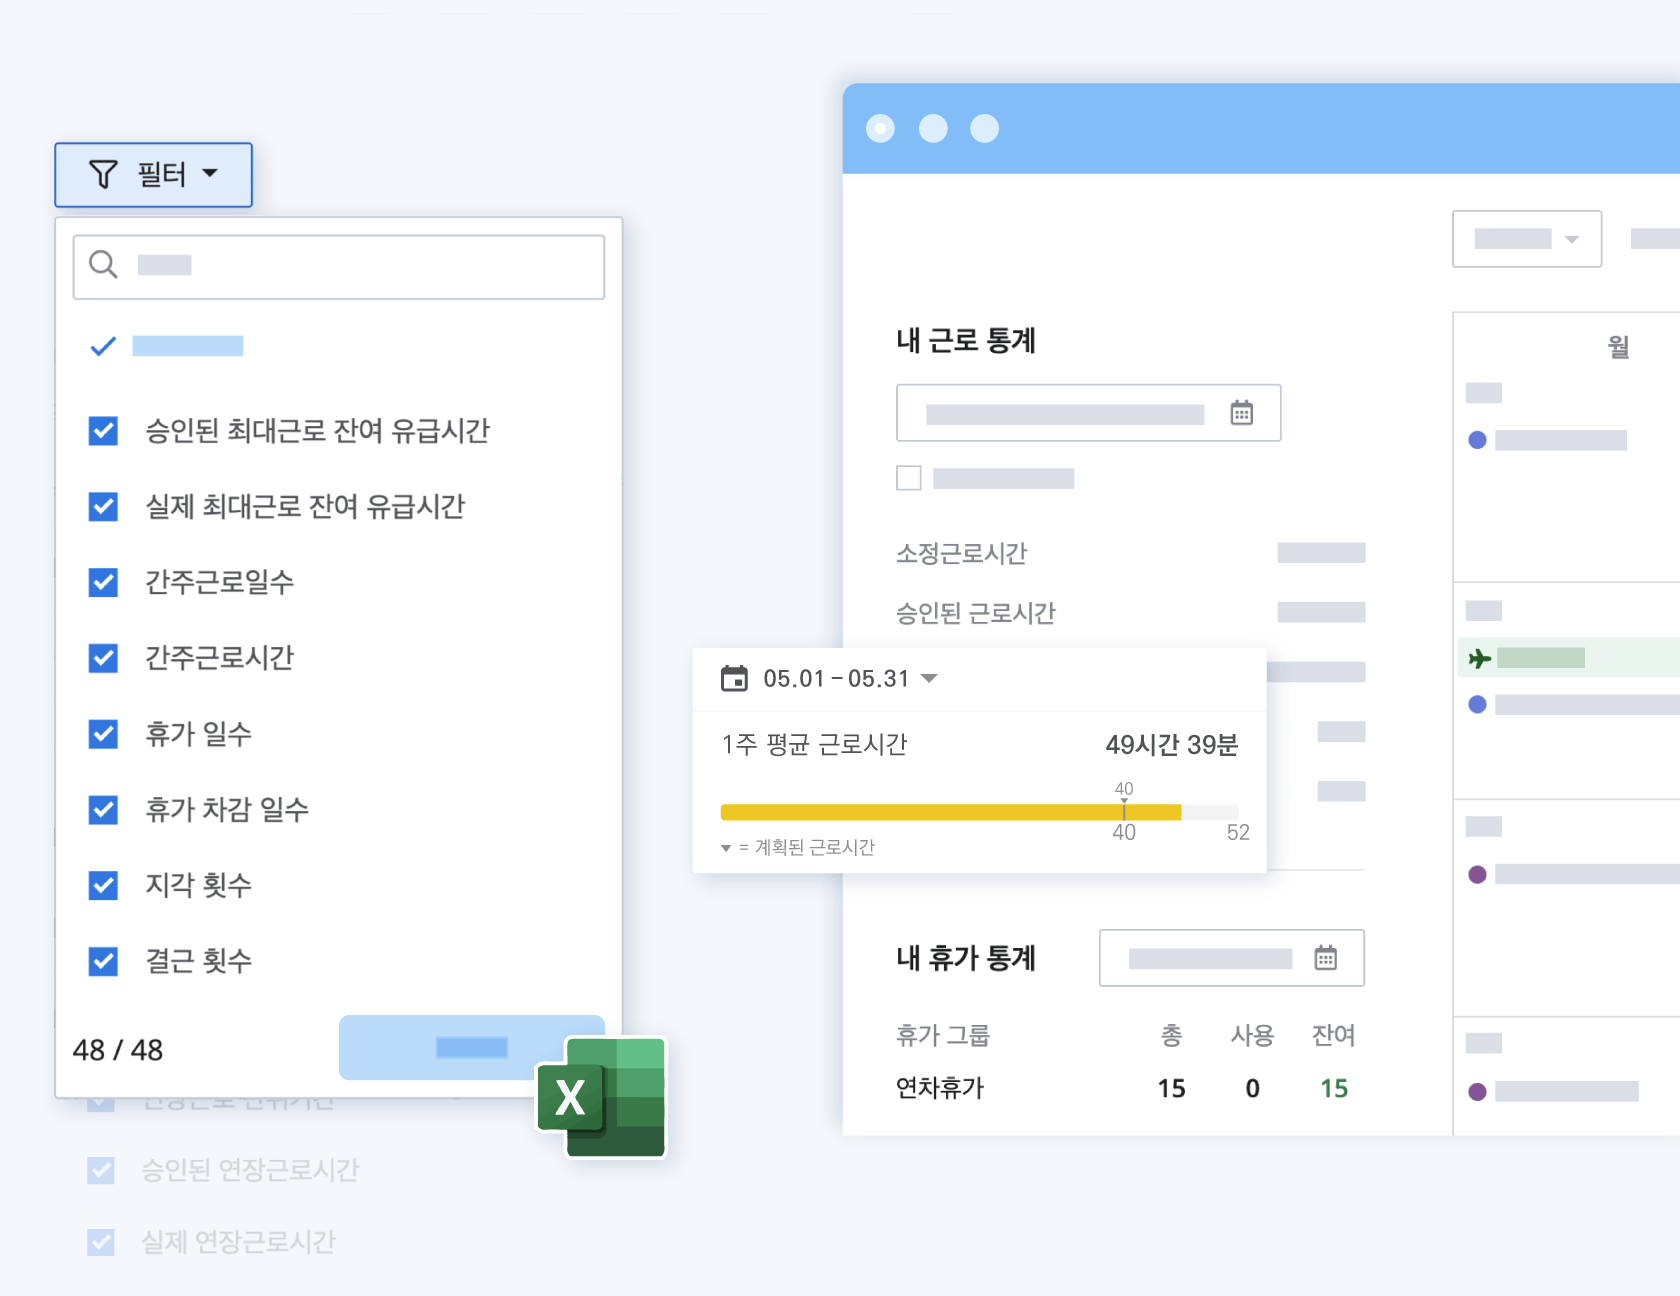 필터
승인된 최대근로 잔여 유급시간
실제 최대근로 잔여 유급시간
간주근로일수
간주근로시간
휴가 일수
휴가 차감 일수
지각 횟수
결근 횟수
48 / 48
X
승인된 연장근로시간
실제 연장근로시간
내 근로 통계
소정근로시간
승인된 근로시간
05.01 – 05.31
1주 평균 근로시간 49시간 39분
40
40 52
= 계획된 근로시간
내 휴가 통계
휴가 그룹 총 사용 잔여
연차휴가 15 0 15
월